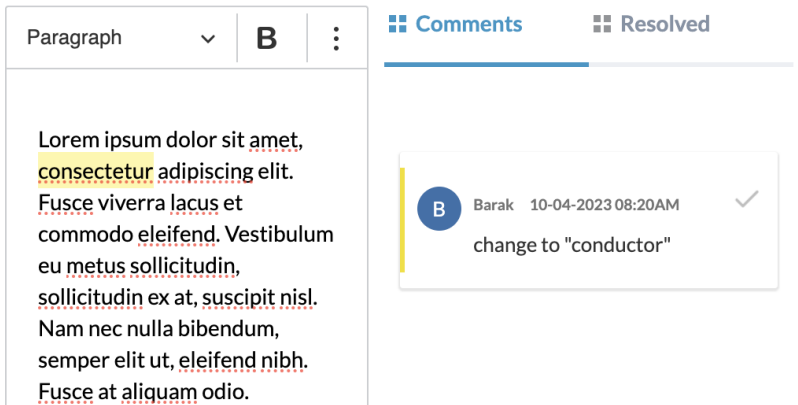 Paragraph B
Comments Resolved
Lorem ipsum dolor sit amet,
consectetur adipiscing elit.
Fusce viverra lacus et
commodo eleifend. Vestibulum
eu metus sollicitudin,
sollicitudin ex at, suscipit nisl.
Nam nec nulla bibendum,
semper elit ut, eleifend nibh.
Fusce at aliquam odio.
B Barak 10-04-2023 08:20AM
change to "conductor"